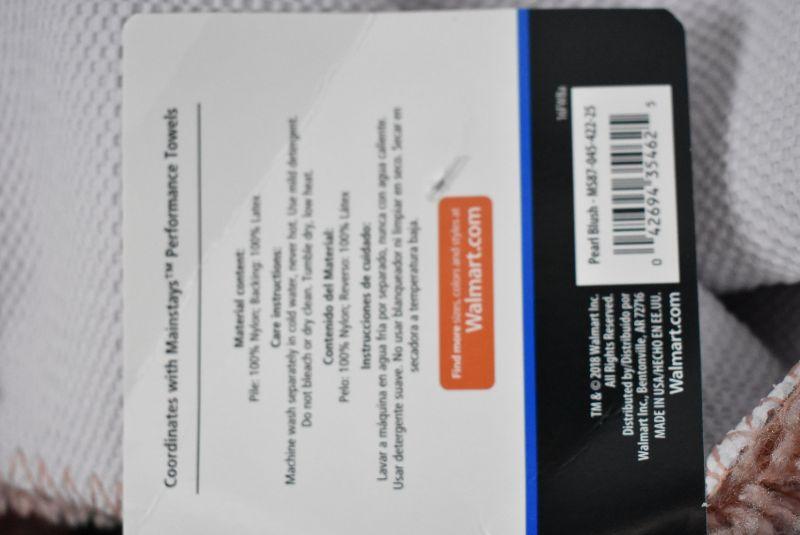 Coordinates with Mainstays™ Performance Towels
Material content:
Pile: 100% Nylon; Backing: 100% Latex
Care instructions:
Machine wash separately in cold water, never hot. Use mild detergent.
Do not bleach or dry clean. Tumble dry, low heat.
Contenido del Material:
Pelo: 100% Nylon; Reverso: 100% Látex
Instrucciones de cuidado:
Lavar a máquina en agua fría por separado, nunca con agua caliente.
Usar detergente suave. No usar blanqueador ni limpiar en seco. Secar en
secadora a temperatura baja.
Find more sizes, colors and styles at
Walmart.com
Pearl Blush - MS87-045-422-25
0 42694 35462 5
TM & © 2018 Walmart Inc.
All Rights Reserved.
Distributed by/Distribuido por
Walmart Inc., Bentonville, AR 72716
MADE IN USA/HECHO EN EE.UU.
Walmart.com